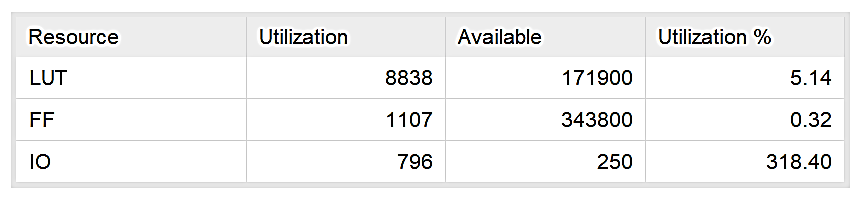 Resource Utilization Available Utilization %
LUT 8838 171900 5.14
FF 1107 343800 0.32
IO 796 250 318.40